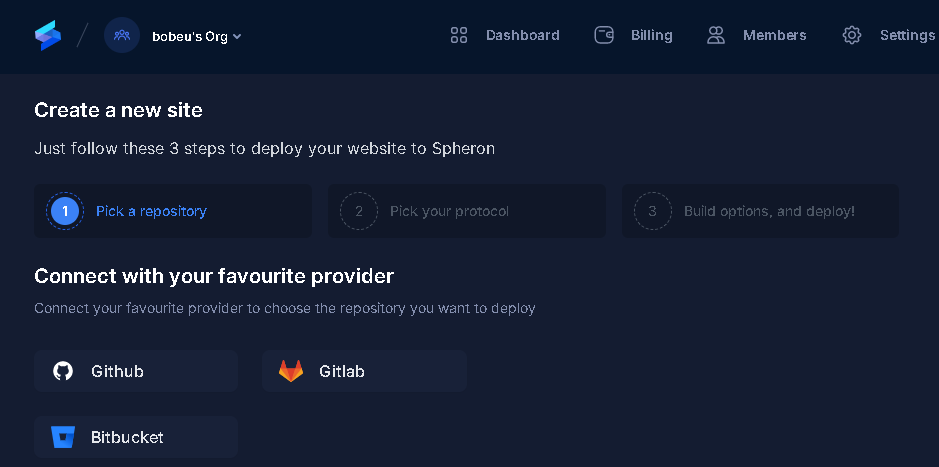 bobeu's Org
Dashboard
Billing
Members
Settings
Create a new site
Just follow these 3 steps to deploy your website to Spheron
1 Pick a repository
2 Pick your protocol
3 Build options, and deploy!
Connect with your favourite provider
Connect your favourite provider to choose the repository you want to deploy
Github
Gitlab
Bitbucket